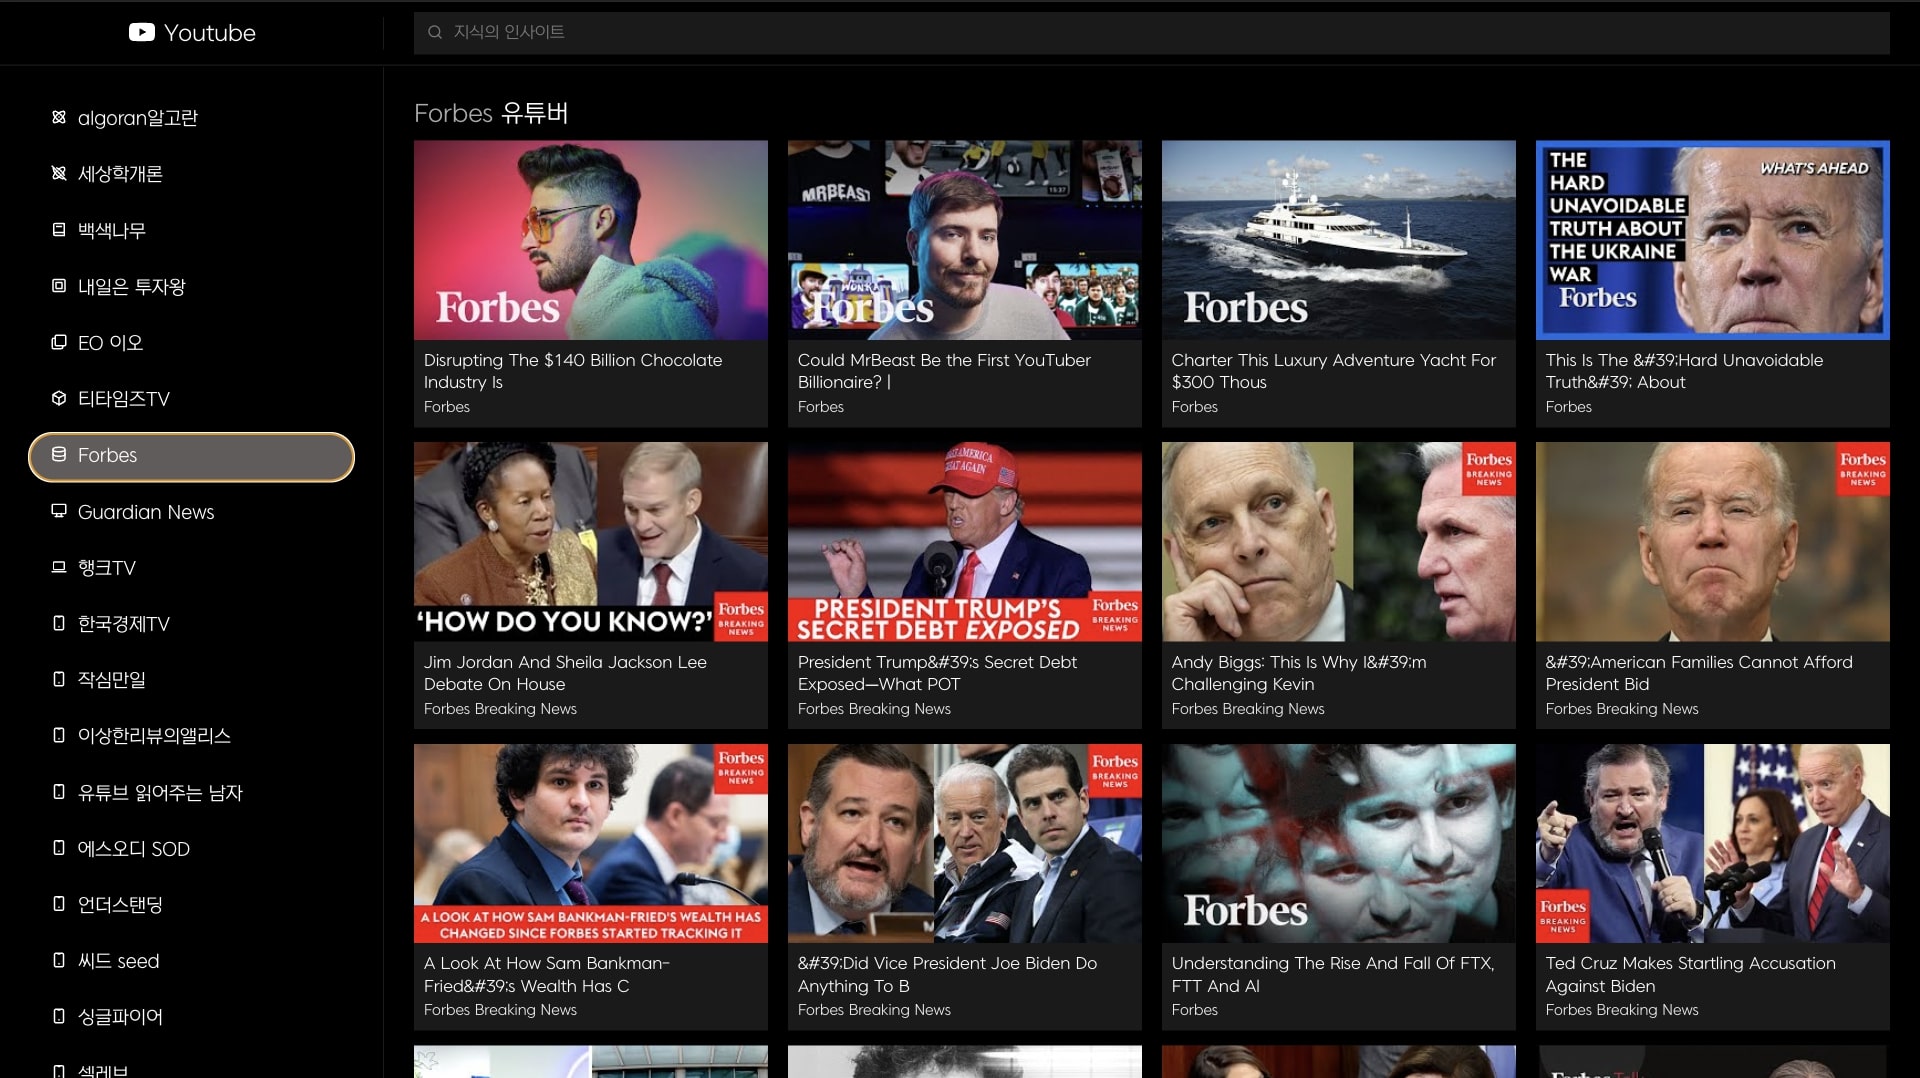 Youtube
지식의 인사이트
algoran알고란
세상학개론
백색나무
내일은 투자왕
EO 이오
티타임즈TV
Forbes
Guardian News
행크TV
한국경제TV
작심만일
이상한리뷰의앨리스
유튜브 읽어주는 남자
에스오디 SOD
언더스탠딩
씨드 seed
싱글파이어
셀레브
Forbes 유튜버
Forbes
Disrupting The $140 Billion Chocolate
Industry Is
Forbes
MRBEAST
Forbes
Could MrBeast Be the First YouTuber
Billionaire? |
Forbes
Forbes
Charter This Luxury Adventure Yacht For
$300 Thous
Forbes
THE
HARD
UNAVOIDABLE
TRUTH ABOUT
THE UKRAINE
WAR
WHAT'S AHEAD
Forbes
This Is The &#39;Hard Unavoidable
Truth&#39; About
Forbes
'HOW DO YOU KNOW?'
Forbes
BREAKING
NEWS
Jim Jordan And Sheila Jackson Lee
Debate On House
Forbes Breaking News
MAKE AMERICA
GREAT AGAIN
PRESIDENT TRUMP'S
SECRET DEBT EXPOSED
Forbes
BREAKING
NEWS
President Trump&#39;s Secret Debt
Exposed—What POT
Forbes Breaking News
Forbes
BREAKING
NEWS
Andy Biggs: This Is Why I&#39;m
Challenging Kevin
Forbes Breaking News
Forbes
BREAKING
NEWS
&#39;American Families Cannot Afford
President Bid
Forbes Breaking News
Forbes
BREAKING
NEWS
A LOOK AT HOW SAM BANKMAN-FRIED'S WEALTH HAS
CHANGED SINCE FORBES STARTED TRACKING IT
A Look At How Sam Bankman-
Fried&#39;s Wealth Has C
Forbes Breaking News
Forbes
BREAKING
NEWS
&#39;Did Vice President Joe Biden Do
Anything To B
Forbes Breaking News
Forbes
Understanding The Rise And Fall Of FTX,
FTT And Al
Forbes
Forbes
BREAKING
NEWS
Ted Cruz Makes Startling Accusation
Against Biden
Forbes Breaking News